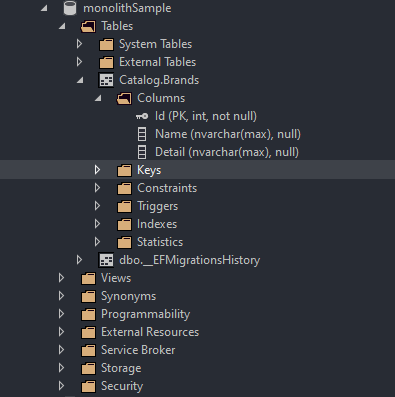 monolithSample
Tables
System Tables
External Tables
Catalog.Brands
Columns
Id (PK, int, not null)
Name (nvarchar(max), null)
Detail (nvarchar(max), null)
Keys
Constraints
Triggers
Indexes
Statistics
dbo.__EFMigrationsHistory
Views
Synonyms
Programmability
External Resources
Service Broker
Storage
Security